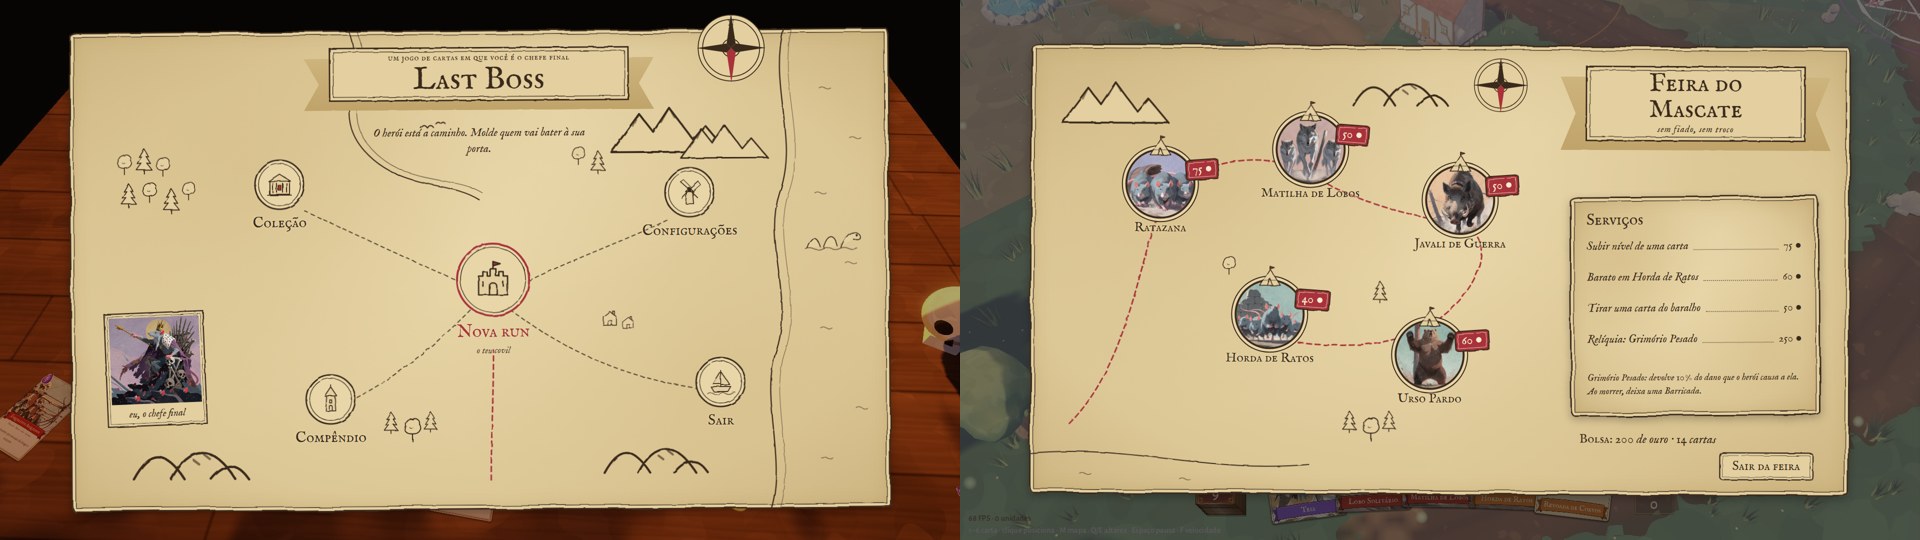 UM JOGO DE CARTAS EM QUE VOCÊ É O CHEFE FINAL
LAST BOSS
O herói está a caminho. Molde quem vai bater à sua
porta.
COLEÇÃO
CONFIGURAÇÕES
NOVA RUN
eu, o chefe final
COMPÊNDIO
SAIR
FEIRA DO
MASCATE
sem fiado, sem troco
75
50
50
RATAZANA
MATILHA DE LOBOS
JAVALI DE GUERRA
40
60
HORDA DE RATOS
URSO PARDO
SERVIÇOS
Subir nível de uma carta 75
Barato em Horda de Ratos 60
Tirar uma carta do baralho 50
Relíquia: Grimório Pesado 250
Grimório Pesado: devolve 10% do dano que o herói causa a ela.
Ao morrer, deixa uma Barricada.
BOLSA: 200 de ouro · 14 cartas
SAIR DA FEIRA